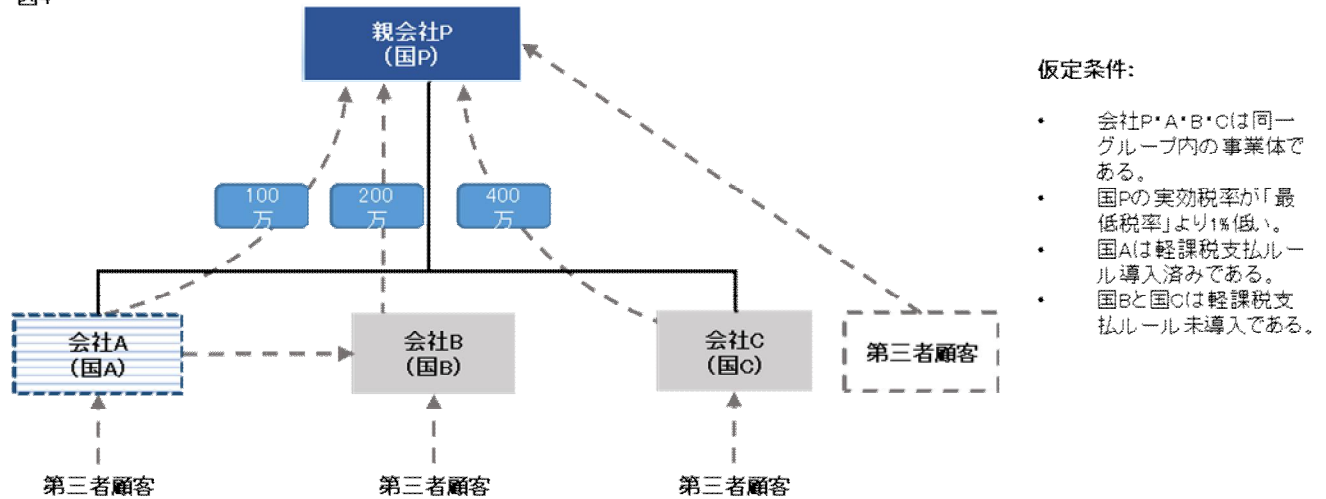 親会社P
(国P)
仮定条件:
• 会社P・A・B・Cは同一
グループ内の事業体で
ある。
• 国Pの実効税率が「最
低税率」より1%低い。
• 国Aは軽課税支払ルー
ル導入済みである。
• 国Bと国Cは軽課税支
払ルール未導入である。
100
万
200
万
400
万
会社A
(国A)
会社B
(国B)
会社C
(国C)
第三者顧客
第三者顧客
第三者顧客
第三者顧客